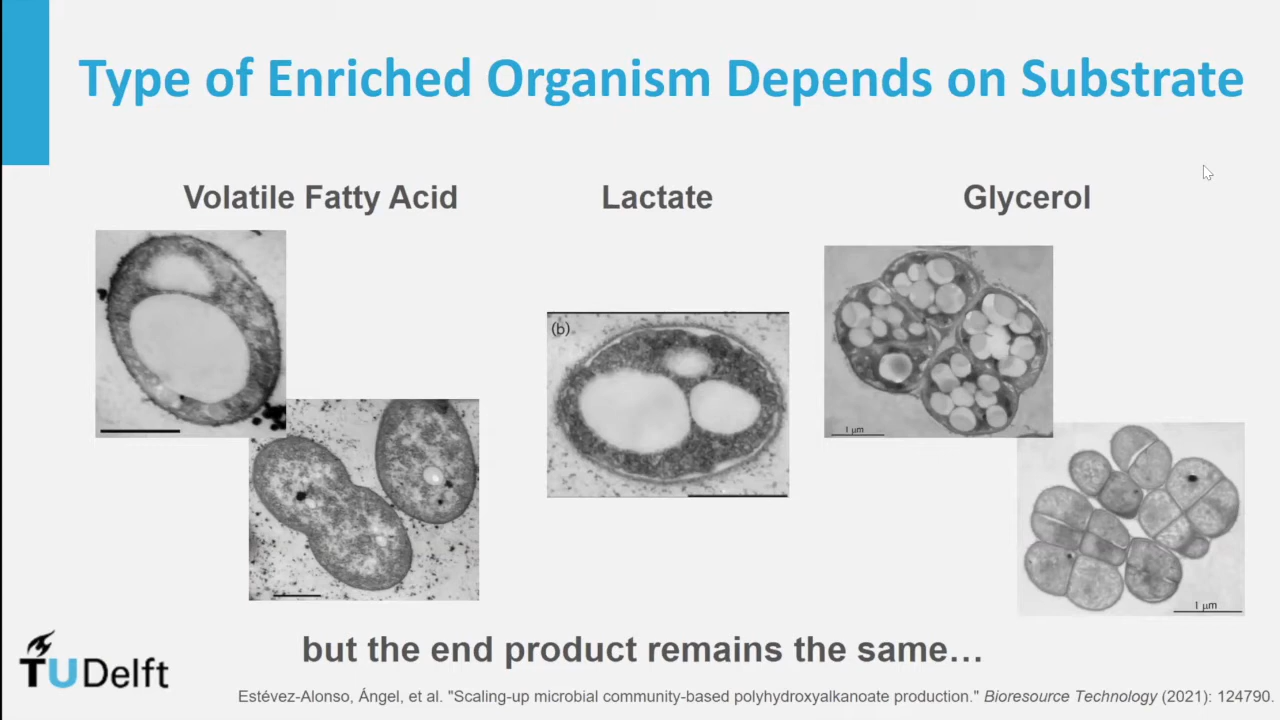 Type of Enriched Organism Depends on Substrate
Volatile Fatty Acid
Lactate
Glycerol
(b)
1 µm
1 µm
but the end product remains the same…
TUDelft
Estévez-Alonso, Ángel, et al. "Scaling-up microbial community-based polyhydroxyalkanoate production." Bioresource Technology (2021): 124790.